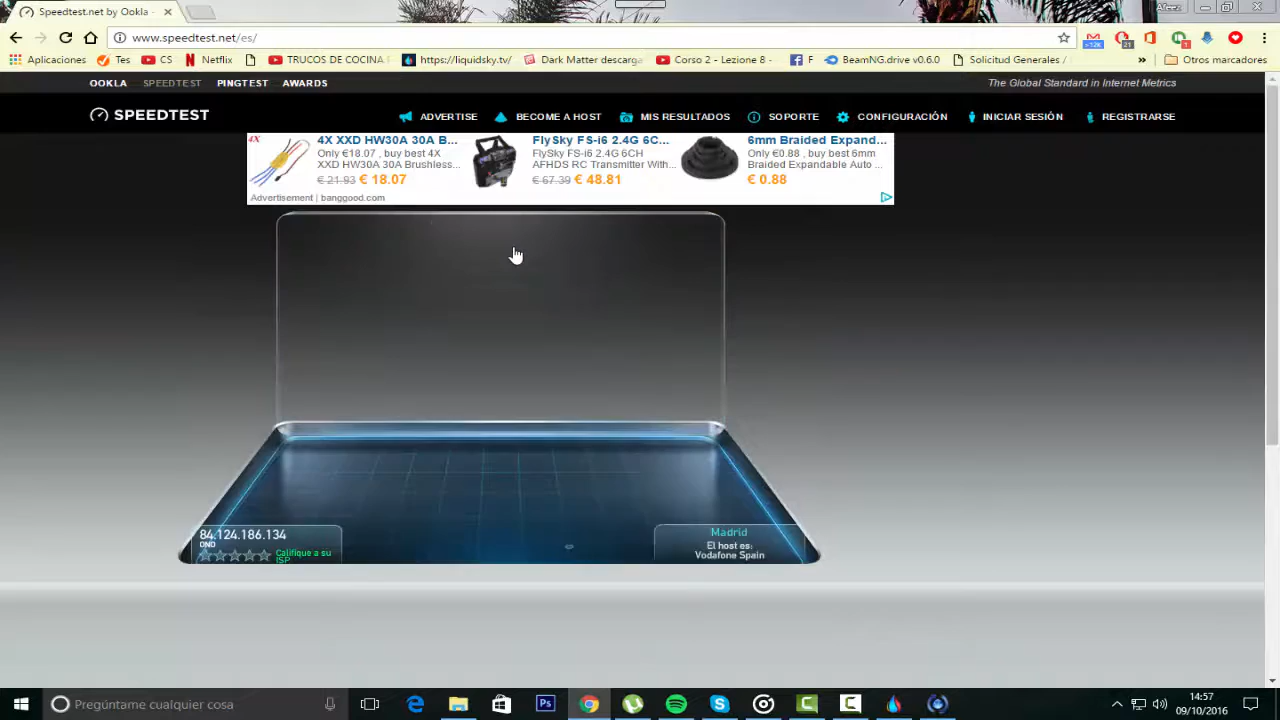 Speedtest.net by Ookla -
www.speedtest.net/es/
Aplicaciones
Tes
CS
Netflix
TRUCOS DE COCINA
https://liquidsky.tv/
Dark Matter descarga
Corso 2 - Lezione 8 -
F
BeamNG.drive v0.6.0
Solicitud Generales /
»
Otros marcadores
OOKLA
SPEEDTEST
PINGTEST
AWARDS
The Global Standard in Internet Metrics
SPEEDTEST
ADVERTISE
BECOME A HOST
MIS RESULTADOS
SOPORTE
CONFIGURACIÓN
INICIAR SESIÓN
REGISTRARSE
4X
4X XXD HW30A 30A B...
Only €18.07 , buy best 4X
XXD HW30A 30A Brushless...
€ 21.93 € 18.07
FlySky FS-i6 2.4G 6C...
FlySky FS-i6 2.4G 6CH
AFHDS RC Transmitter With...
€ 67.39 € 48.81
6mm Braided Expand...
Only €0.88 , buy best 6mm
Braided Expandable Auto ...
€ 0.88
Advertisement | banggood.com
84.124.186.134
ONO
Califique a su
ISP
Madrid
El host es:
Vodafone Spain
Pregúntame cualquier cosa
Ps
14:57
09/10/2016